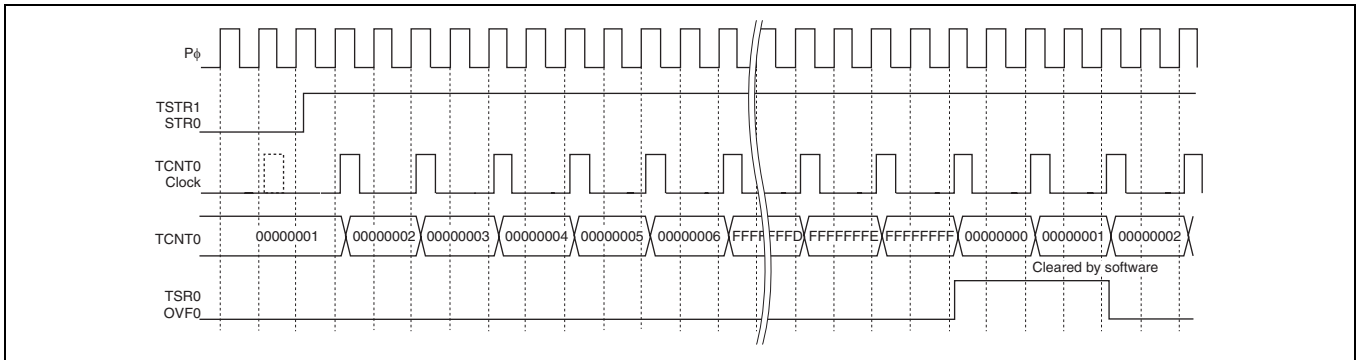 Pφ
TSTR1
STR0
TCNT0
Clock
TCNT0
00000001 00000002 00000003 00000004 00000005 00000006 FFFFFFFD FFFFFFFE FFFFFFFF 00000000 00000001 00000002
Cleared by software
TSR0
OVF0